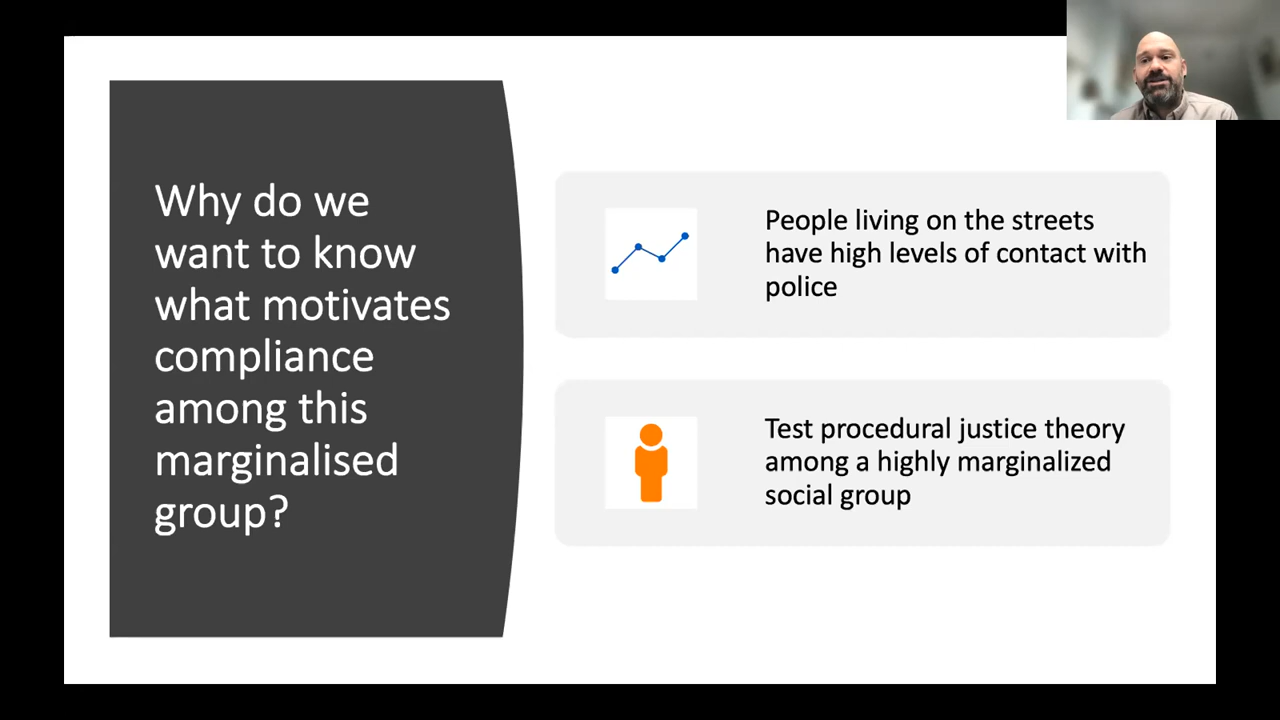 Why do we
want to know
what motivates
compliance
among this
marginalised
group?
People living on the streets
have high levels of contact with
police
Test procedural justice theory
among a highly marginalized
social group